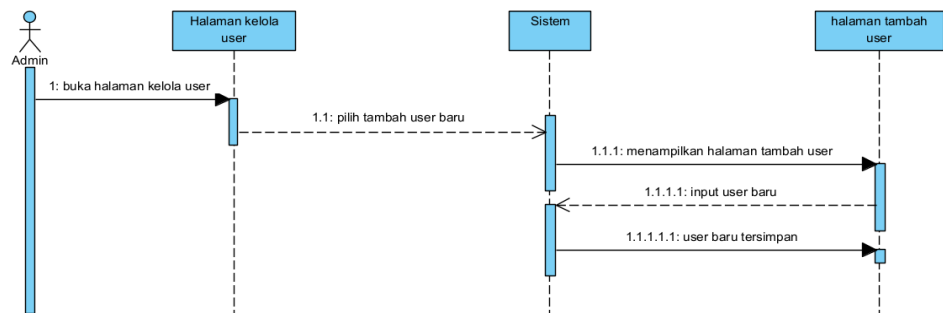 Halaman kelola
user
Sistem
halaman tambah
user
Admin
1: buka halaman kelola user
1.1: pilih tambah user baru
1.1.1: menampilkan halaman tambah user
1.1.1.1: input user baru
1.1.1.1.1: user baru tersimpan